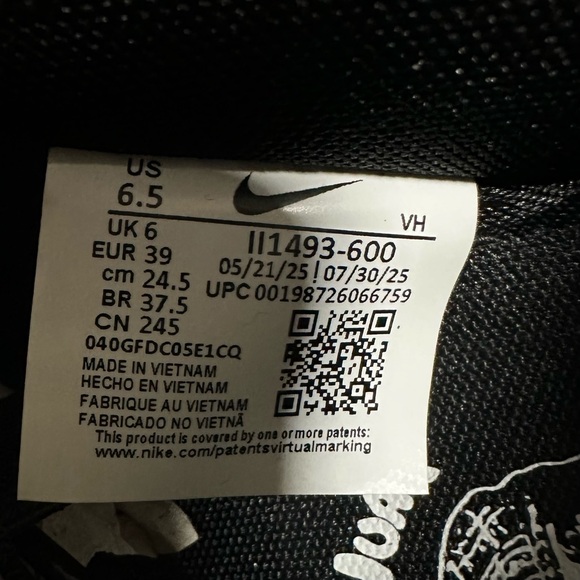 US
6.5
VH
UK 6
II1493-600
EUR 39
05/21/25 | 07/30/25
cm 24.5
UPC 00198726066759
BR 37.5
CN 245
040GFDC05E1CQ
MADE IN VIETNAM
HECHO EN VIETNAM
FABRIQUE AU VIETNAM
FABRICADO NO VIETNÃ
This product is covered by one or more patents:
www.nike.com/patentsvirtualmarking